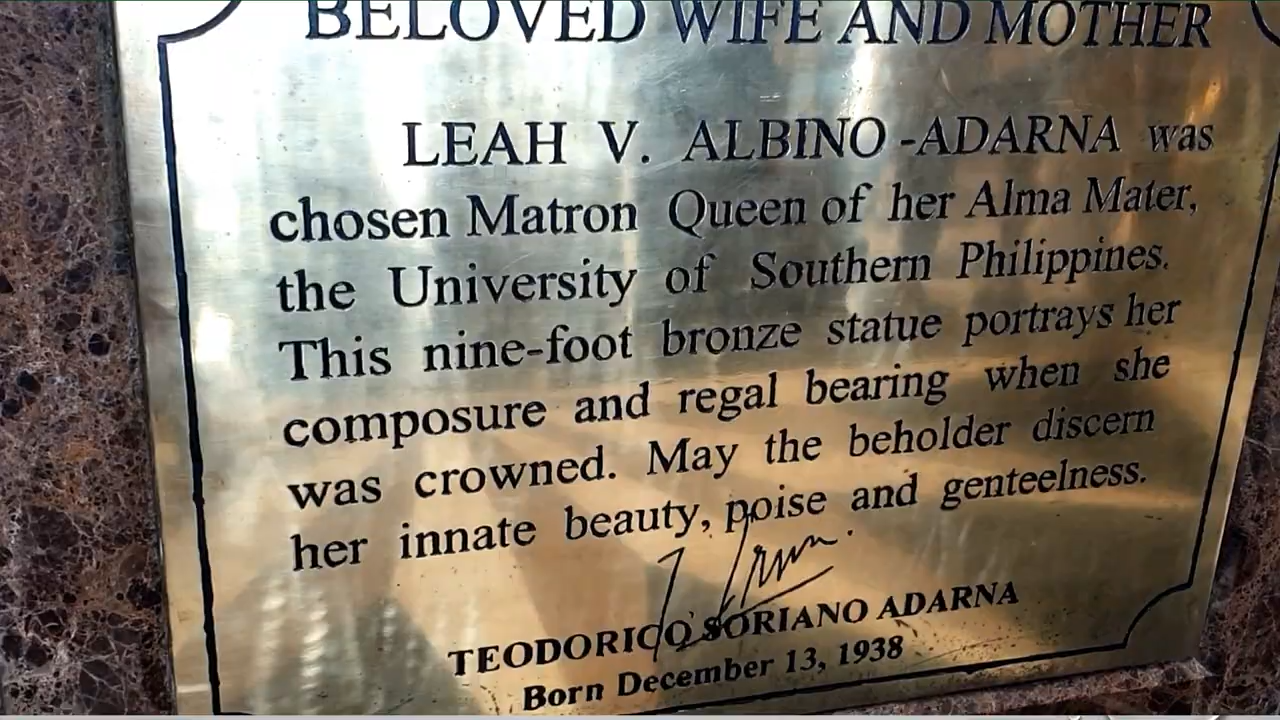 BELOVED WIFE AND MOTHER
LEAH V. ALBINO-ADARNA was
chosen Matron Queen of her Alma Mater,
the University of Southern Philippines.
This nine-foot bronze statue portrays her
composure and regal bearing when she
was crowned. May the beholder discern
her innate beauty, poise and genteelness.
TEODORICO SORIANO ADARNA
Born December 13, 1938